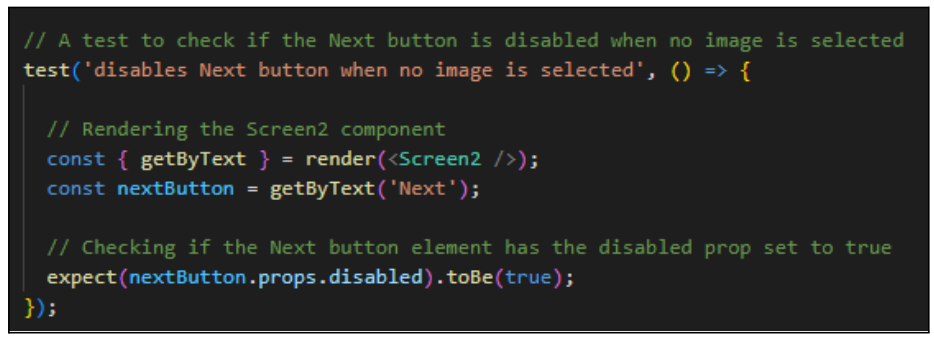 // A test to check if the Next button is disabled when no image is selected
test('disables Next button when no image is selected', () => {
// Rendering the Screen2 component
const { getByText } = render(<Screen2 />);
const nextButton = getByText('Next');
// Checking if the Next button element has the disabled prop set to true
expect(nextButton.props.disabled).toBe(true);
});